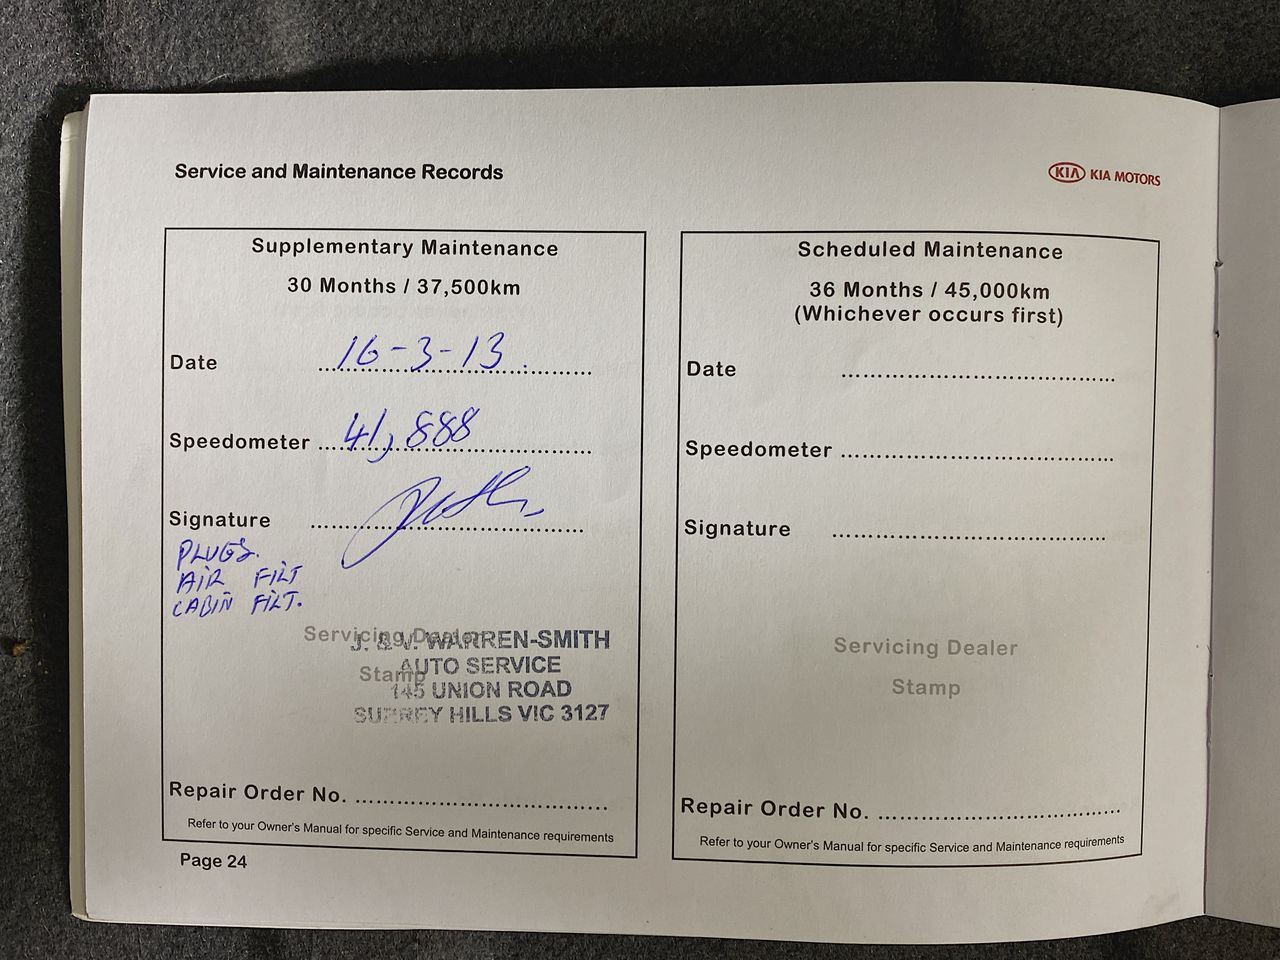 Service and Maintenance Records
KIA KIA MOTORS
Supplementary Maintenance
30 Months / 37,500km
Date 16-3-13.
Speedometer 41,888
Signature
PLUGS.
AIR FILT
CABIN FILT.
Servicing Dealer
Stamp
J. & V. WARREN-SMITH
AUTO SERVICE
145 UNION ROAD
SURREY HILLS VIC 3127
Repair Order No.
Refer to your Owner's Manual for specific Service and Maintenance requirements
Page 24
Scheduled Maintenance
36 Months / 45,000km
(Whichever occurs first)
Date
Speedometer
Signature
Servicing Dealer
Stamp
Repair Order No.
Refer to your Owner's Manual for specific Service and Maintenance requirements